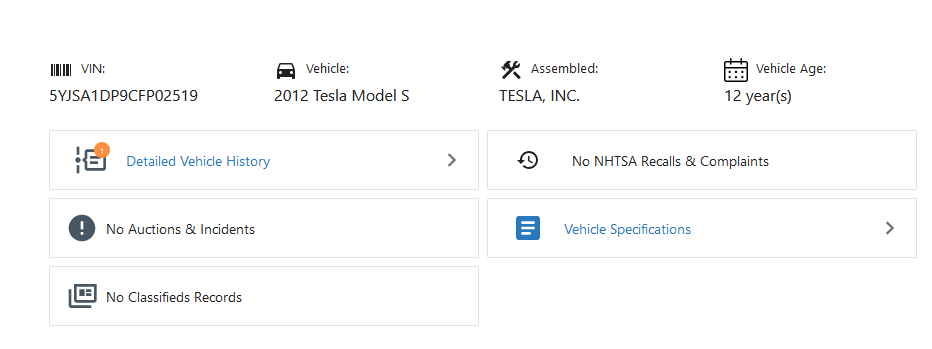 VIN:
Vehicle:
Assembled:
Vehicle Age:
5YJSA1DP9CFP02519
2012 Tesla Model S
TESLA, INC.
12 year(s)
1
Detailed Vehicle History
No NHTSA Recalls & Complaints
No Auctions & Incidents
Vehicle Specifications
No Classifieds Records